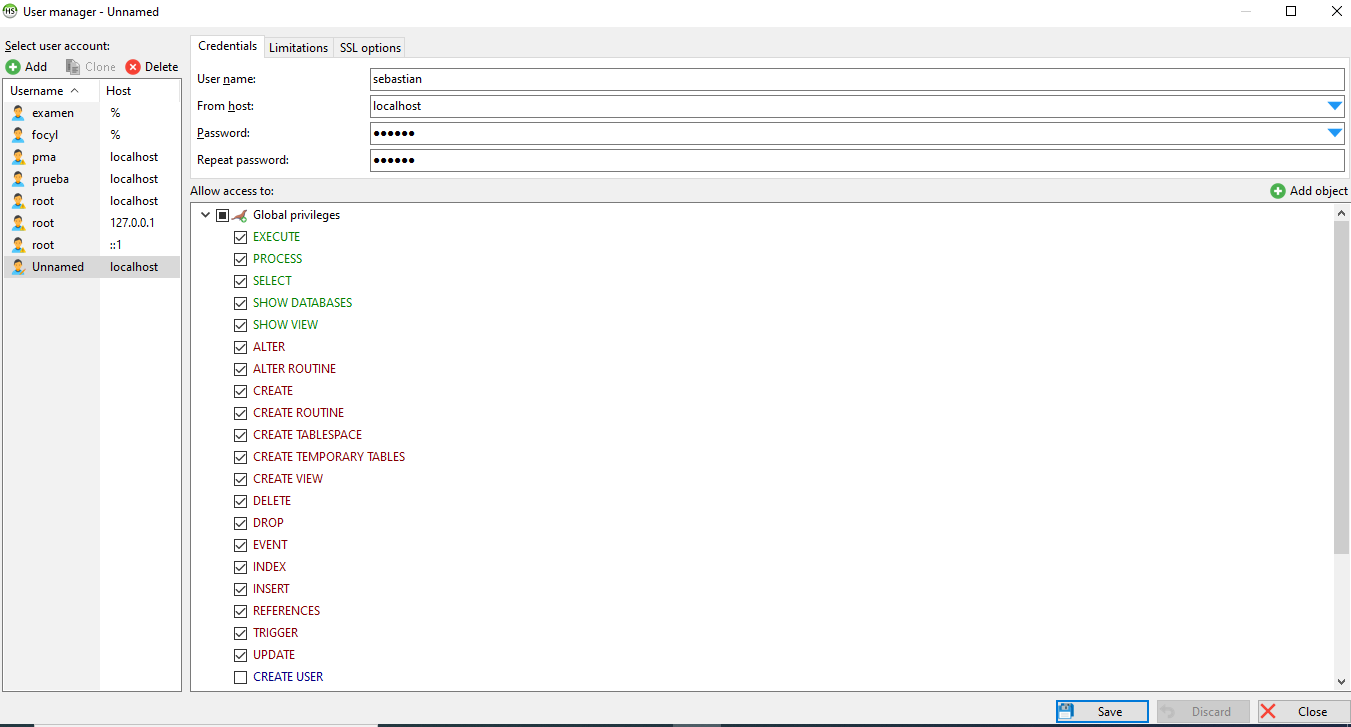 HS User manager - Unnamed
Select user account:
Add Clone Delete
Username Host
examen %
focyl %
pma localhost
prueba localhost
root localhost
root 127.0.0.1
root ::1
Unnamed localhost
Credentials Limitations SSL options
User name: sebastian
From host: localhost
Password: ●●●●●●
Repeat password: ●●●●●●
Allow access to: Add object
Global privileges
EXECUTE
PROCESS
SELECT
SHOW DATABASES
SHOW VIEW
ALTER
ALTER ROUTINE
CREATE
CREATE ROUTINE
CREATE TABLESPACE
CREATE TEMPORARY TABLES
CREATE VIEW
DELETE
DROP
EVENT
INDEX
INSERT
REFERENCES
TRIGGER
UPDATE
CREATE USER
Save Discard Close